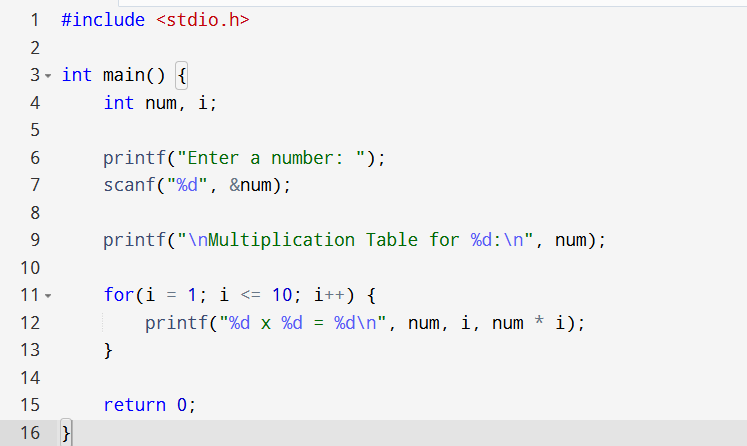 1 #include <stdio.h>
2
3 int main() {
4     int num, i;
5
6     printf("Enter a number: ");
7     scanf("%d", &num);
8
9     printf("\nMultiplication Table for %d:\n", num);
10
11     for(i = 1; i <= 10; i++) {
12         printf("%d x %d = %d\n", num, i, num * i);
13     }
14
15     return 0;
16 }